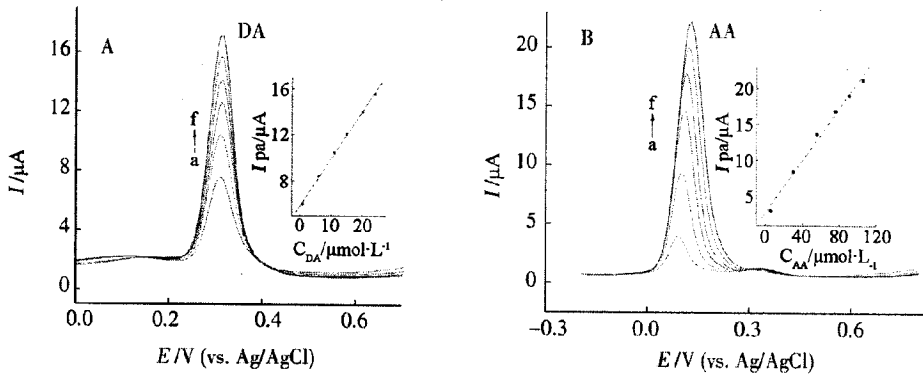 A
DA
f
a
I/μA
16
12
8
4
0
0.0
0.2
0.4
0.6
E/V (vs. Ag/AgCl)
I pa/μA
16
12
8
0
10
20
C_DA/μmol·L⁻¹
B
AA
f
a
I/μA
20
15
10
5
0
−0.3
0.0
0.3
0.6
E/V (vs. Ag/AgCl)
I pa/μA
20
15
10
5
0
40
80
120
C_AA/μmol·L₋₁